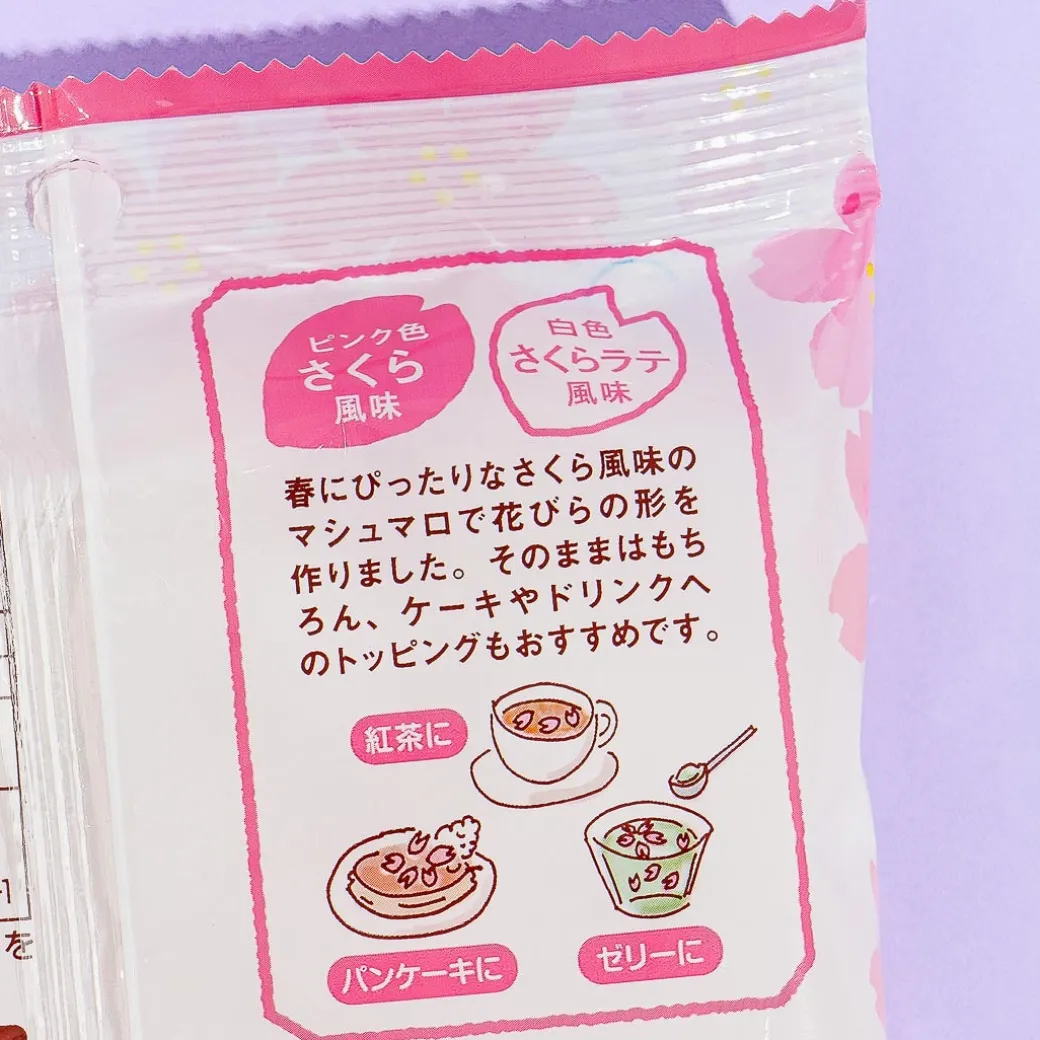 ピンク色
さくら
風味
白色
さくらラテ
風味
春にぴったりなさくら風味の
マシュマロで花びらの形を
作りました。そのままはもち
ろん、ケーキやドリンクへ
のトッピングもおすすめです。
紅茶に
パンケーキに
ゼリーに
を